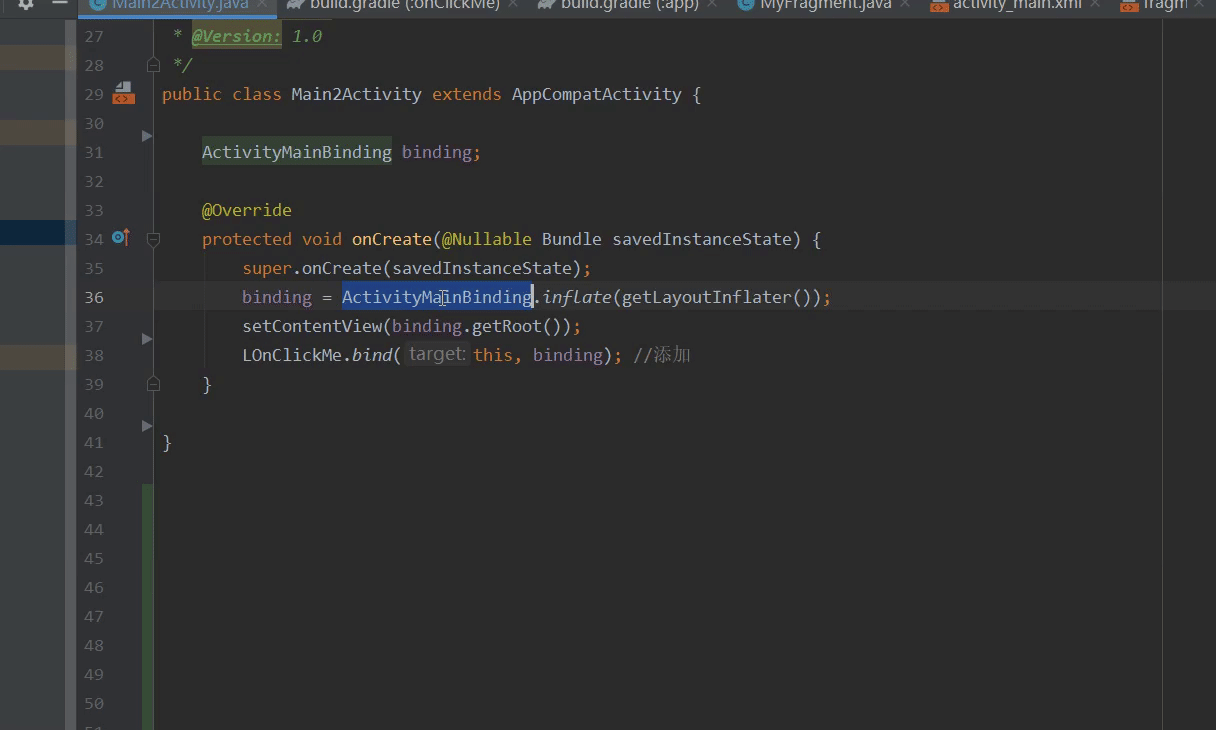 Main2Activity.java build.gradle (:onClickMe) build.gradle (:app) MyFragment.java activity_main.xml fragm
27 * @Version: 1.0
28 */
29 public class Main2Activity extends AppCompatActivity {
30
31 ActivityMainBinding binding;
32
33 @Override
34 protected void onCreate(@Nullable Bundle savedInstanceState) {
35 super.onCreate(savedInstanceState);
36 binding = ActivityMainBinding.inflate(getLayoutInflater());
37 setContentView(binding.getRoot());
38 LOnClickMe.bind( target: this, binding); //添加
39 }
40
41 }
42
43
44
45
46
47
48
49
50